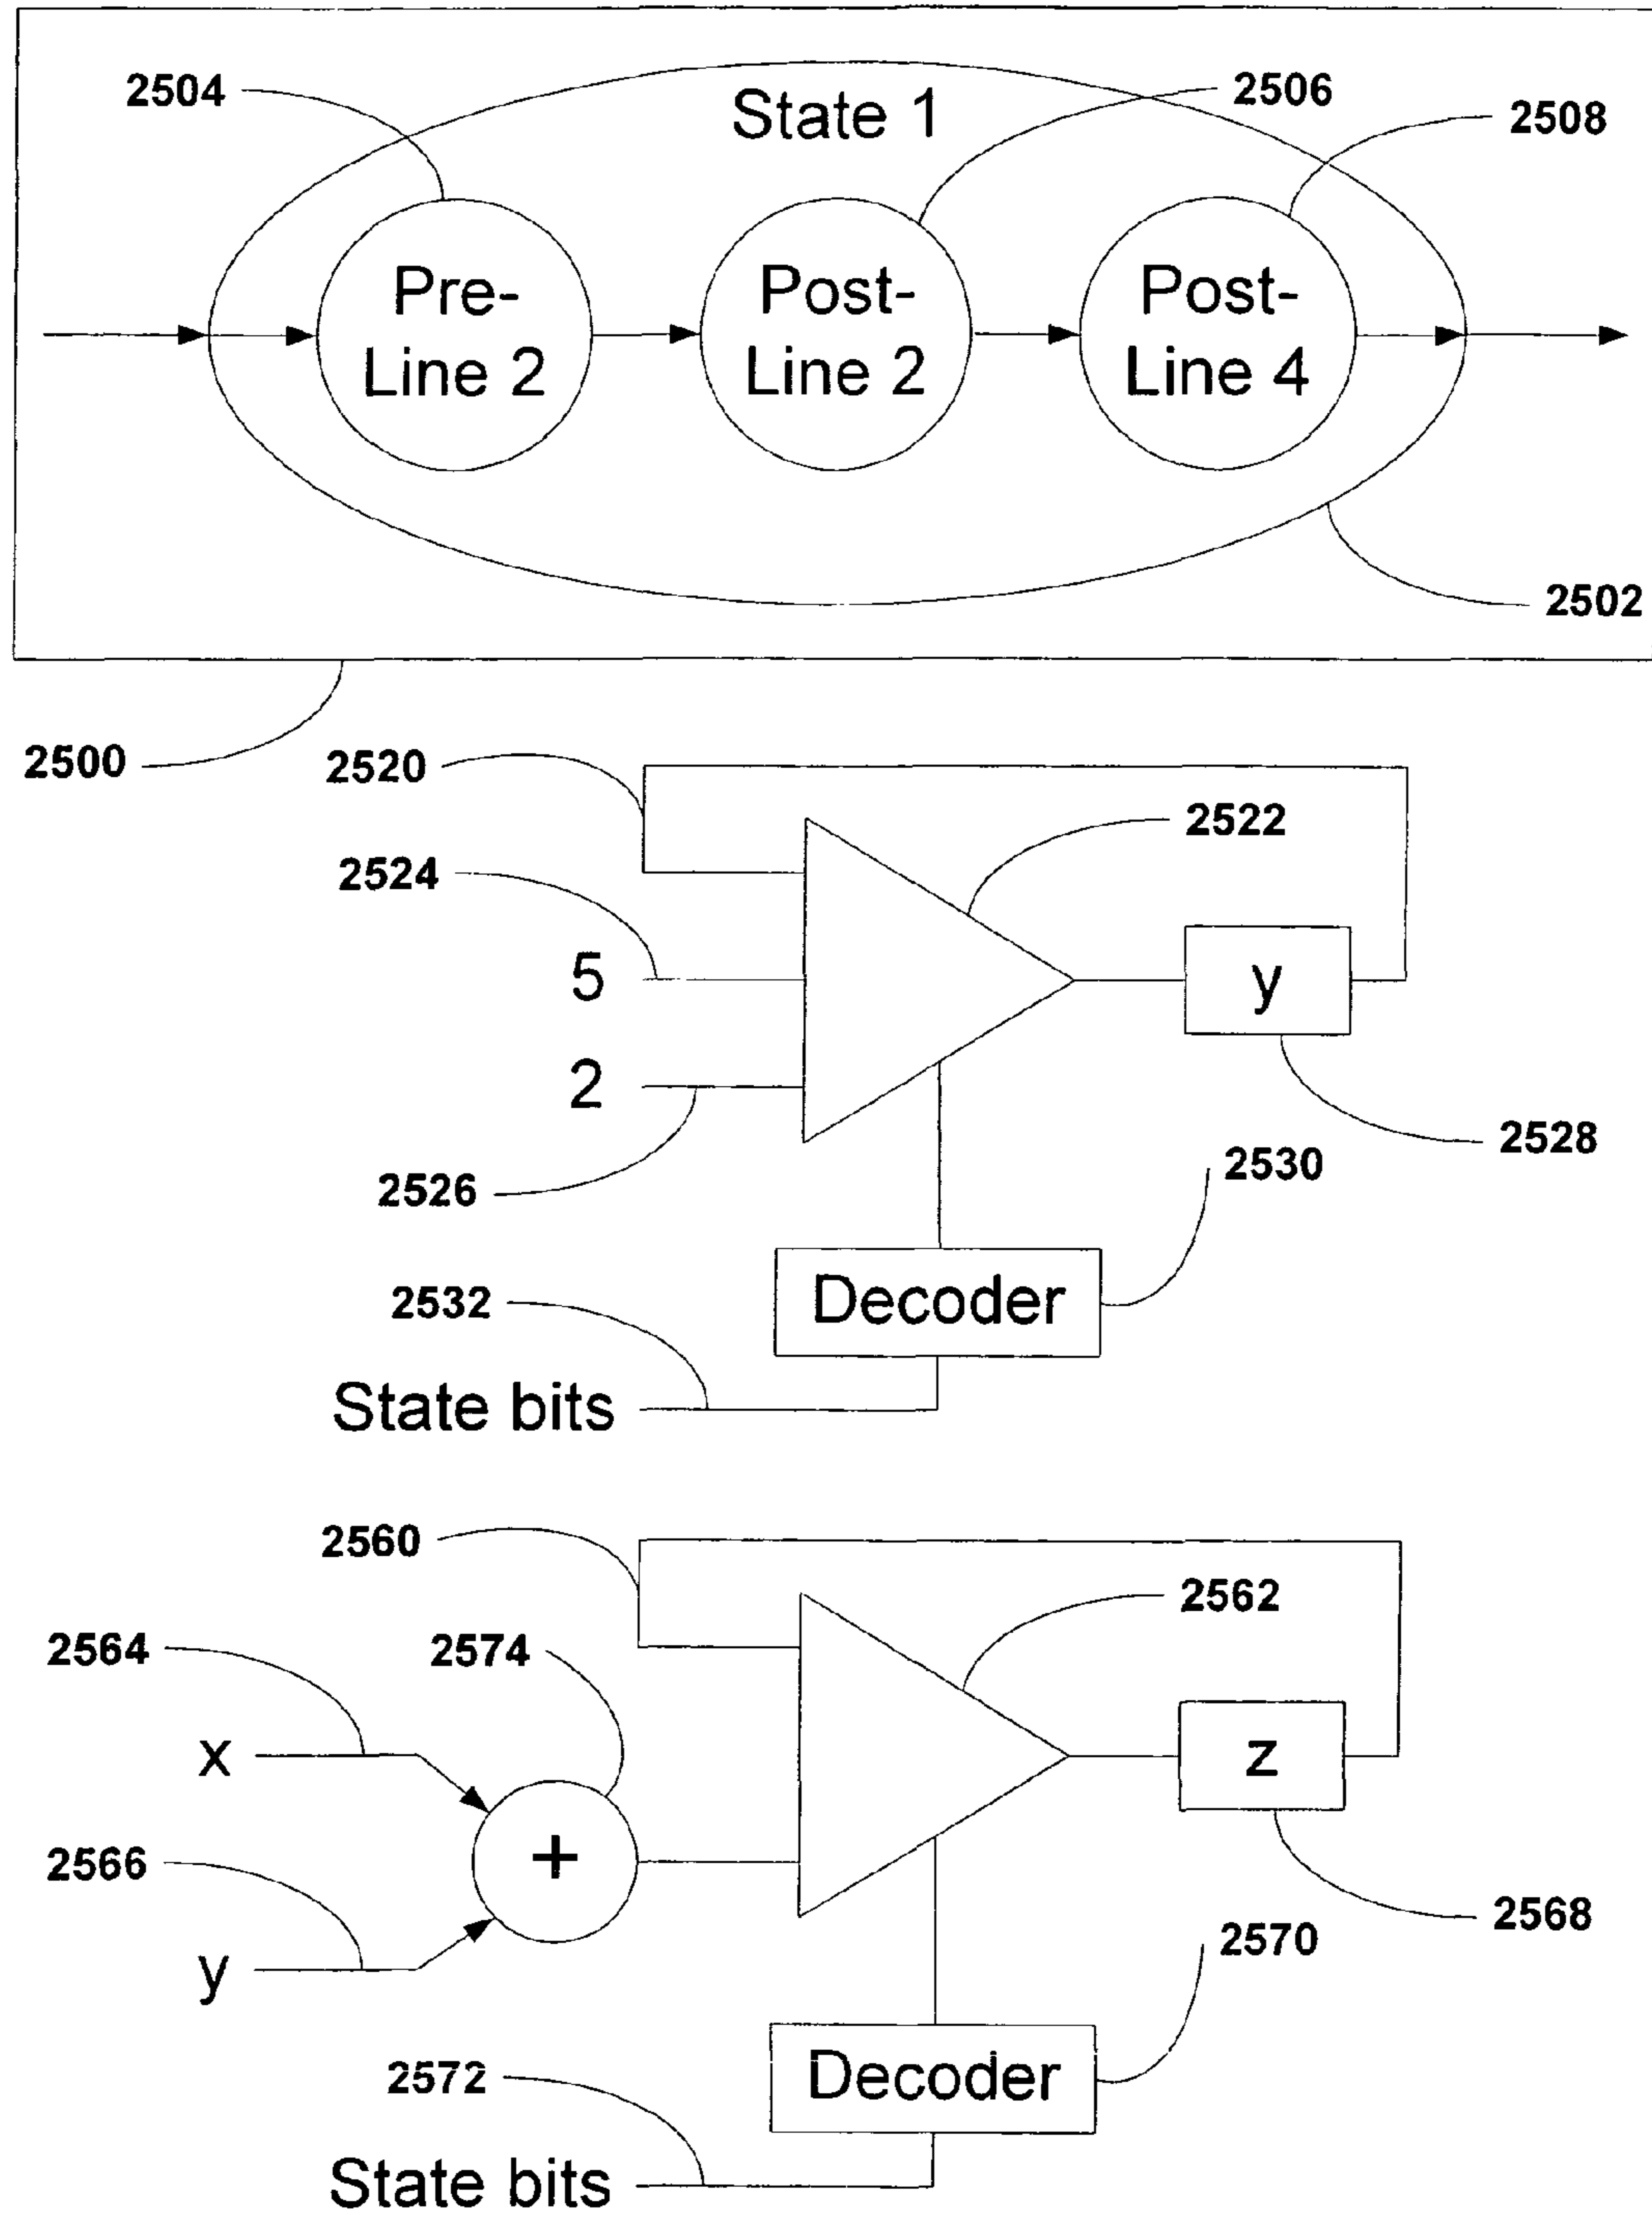 2504
State 1
2506
2508
Pre-
Line 2
Post-
Line 2
Post-
Line 4
2502
2500
2520
2522
2524
5
y
2
2528
2526
2530
2532
Decoder
State bits
2560
2562
2564
2574
x
z
2566
+
2568
y
2570
2572
Decoder
State bits